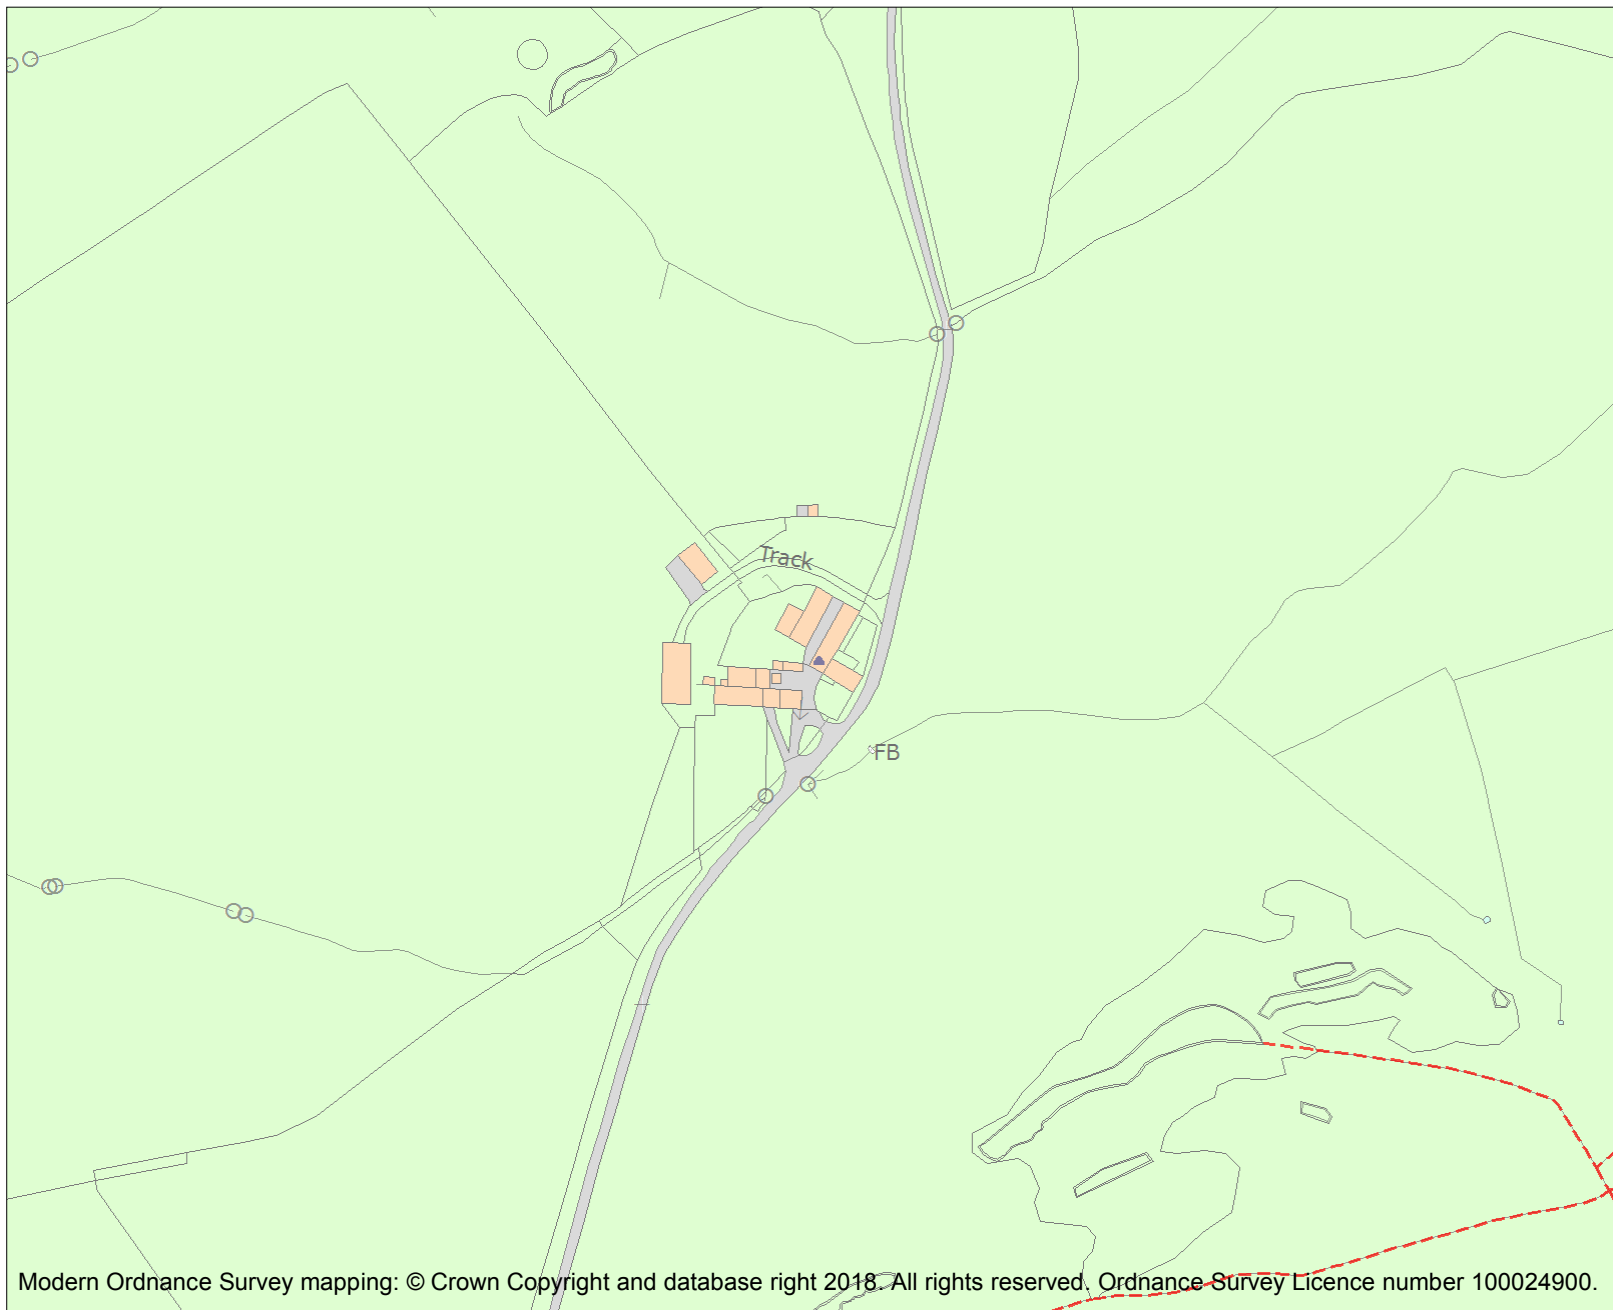 Track
FB
Modern Ordnance Survey mapping: © Crown Copyright and database right 2018. All rights reserved. Ordnance Survey Licence number 100024900.